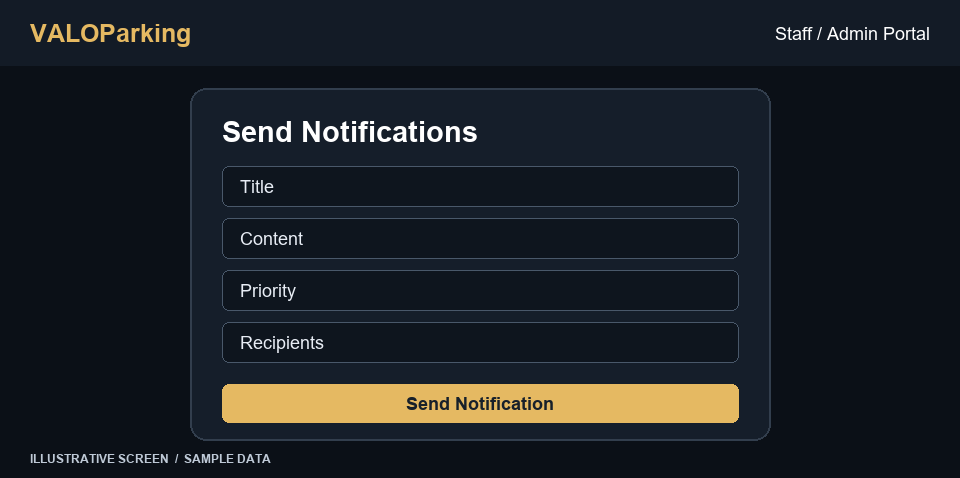 VALOParking
Staff / Admin Portal
Send Notifications
Title
Content
Priority
Recipients
Send Notification
ILLUSTRATIVE SCREEN / SAMPLE DATA